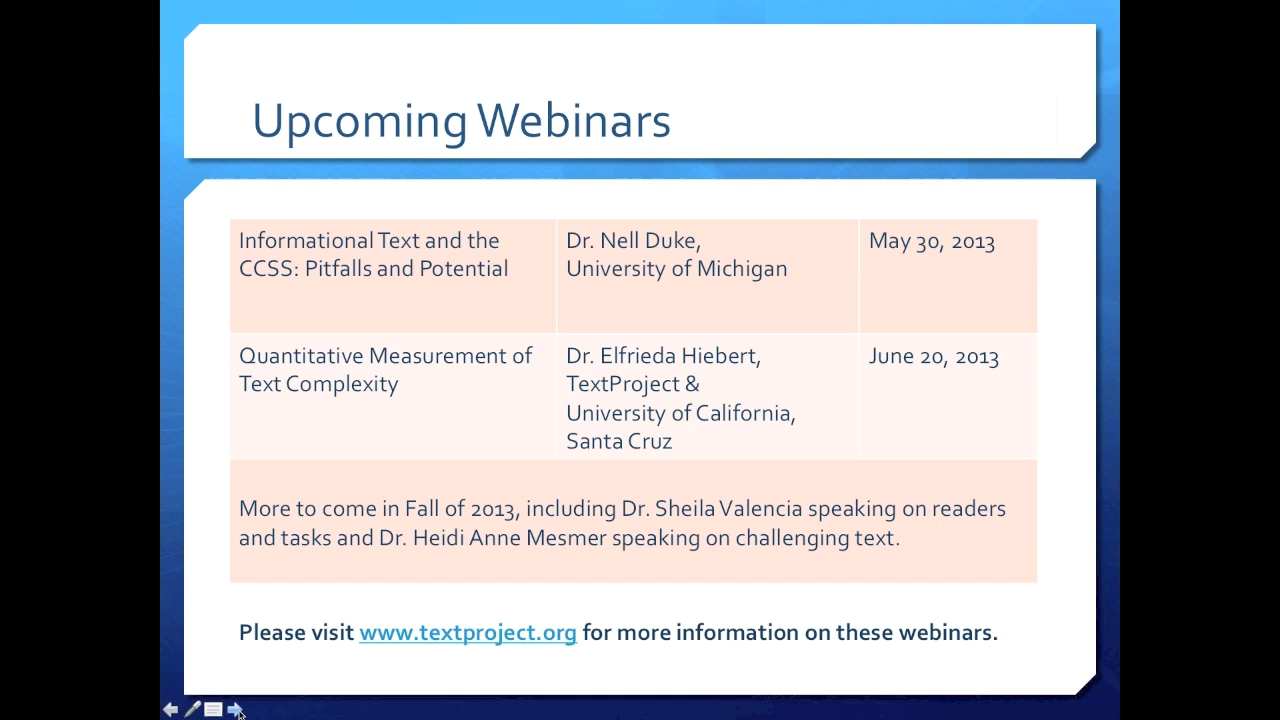 Upcoming Webinars
Informational Text and the
CCSS: Pitfalls and Potential
Dr. Nell Duke,
University of Michigan
May 30, 2013
Quantitative Measurement of
Text Complexity
Dr. Elfrieda Hiebert,
TextProject &
University of California,
Santa Cruz
June 20, 2013
More to come in Fall of 2013, including Dr. Sheila Valencia speaking on readers
and tasks and Dr. Heidi Anne Mesmer speaking on challenging text.
Please visit www.textproject.org for more information on these webinars.